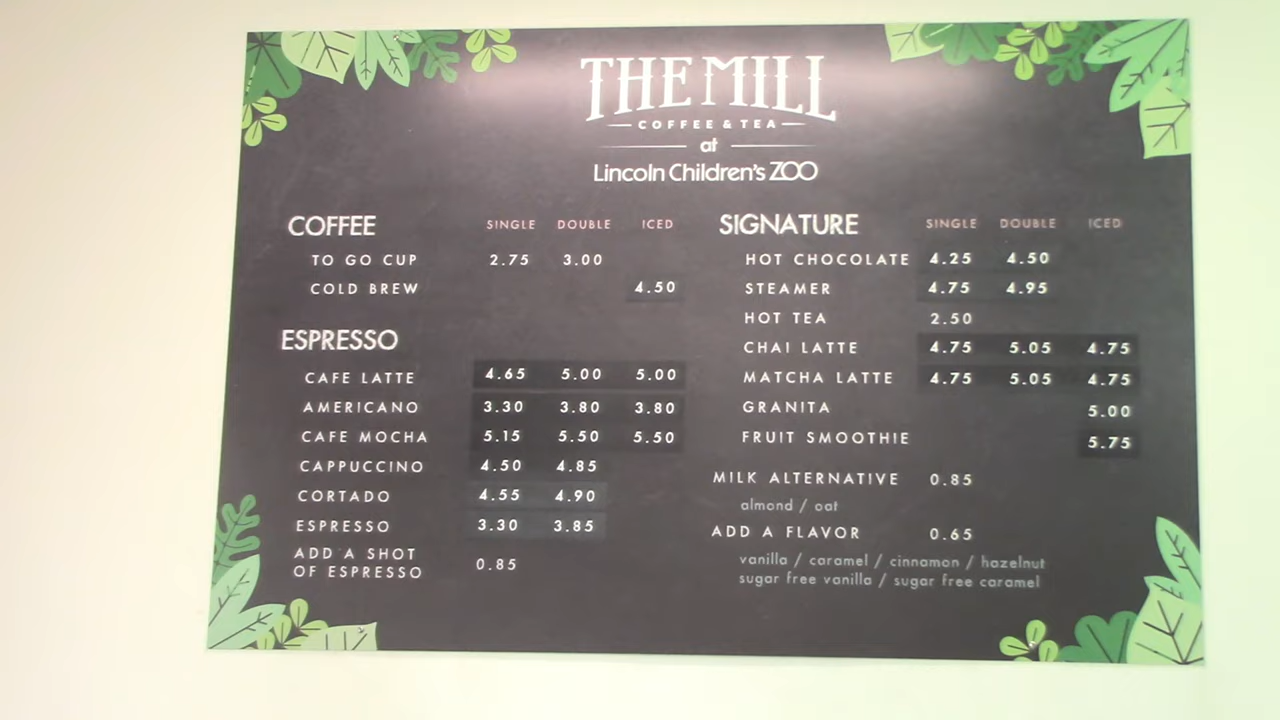 THE MILL
COFFEE & TEA
at
Lincoln Children's ZOO
COFFEE SINGLE DOUBLE ICED
TO GO CUP 2.75 3.00
COLD BREW 4.50
ESPRESSO
CAFE LATTE 4.65 5.00 5.00
AMERICANO 3.30 3.80 3.80
CAFE MOCHA 5.15 5.50 5.50
CAPPUCCINO 4.50 4.85
CORTADO 4.55 4.90
ESPRESSO 3.30 3.85
ADD A SHOT
OF ESPRESSO 0.85
SIGNATURE SINGLE DOUBLE ICED
HOT CHOCOLATE 4.25 4.50
STEAMER 4.75 4.95
HOT TEA 2.50
CHAI LATTE 4.75 5.05 4.75
MATCHA LATTE 4.75 5.05 4.75
GRANITA 5.00
FRUIT SMOOTHIE 5.75
MILK ALTERNATIVE 0.85
almond / oat
ADD A FLAVOR 0.65
vanilla / caramel / cinnamon / hazelnut
sugar free vanilla / sugar free caramel